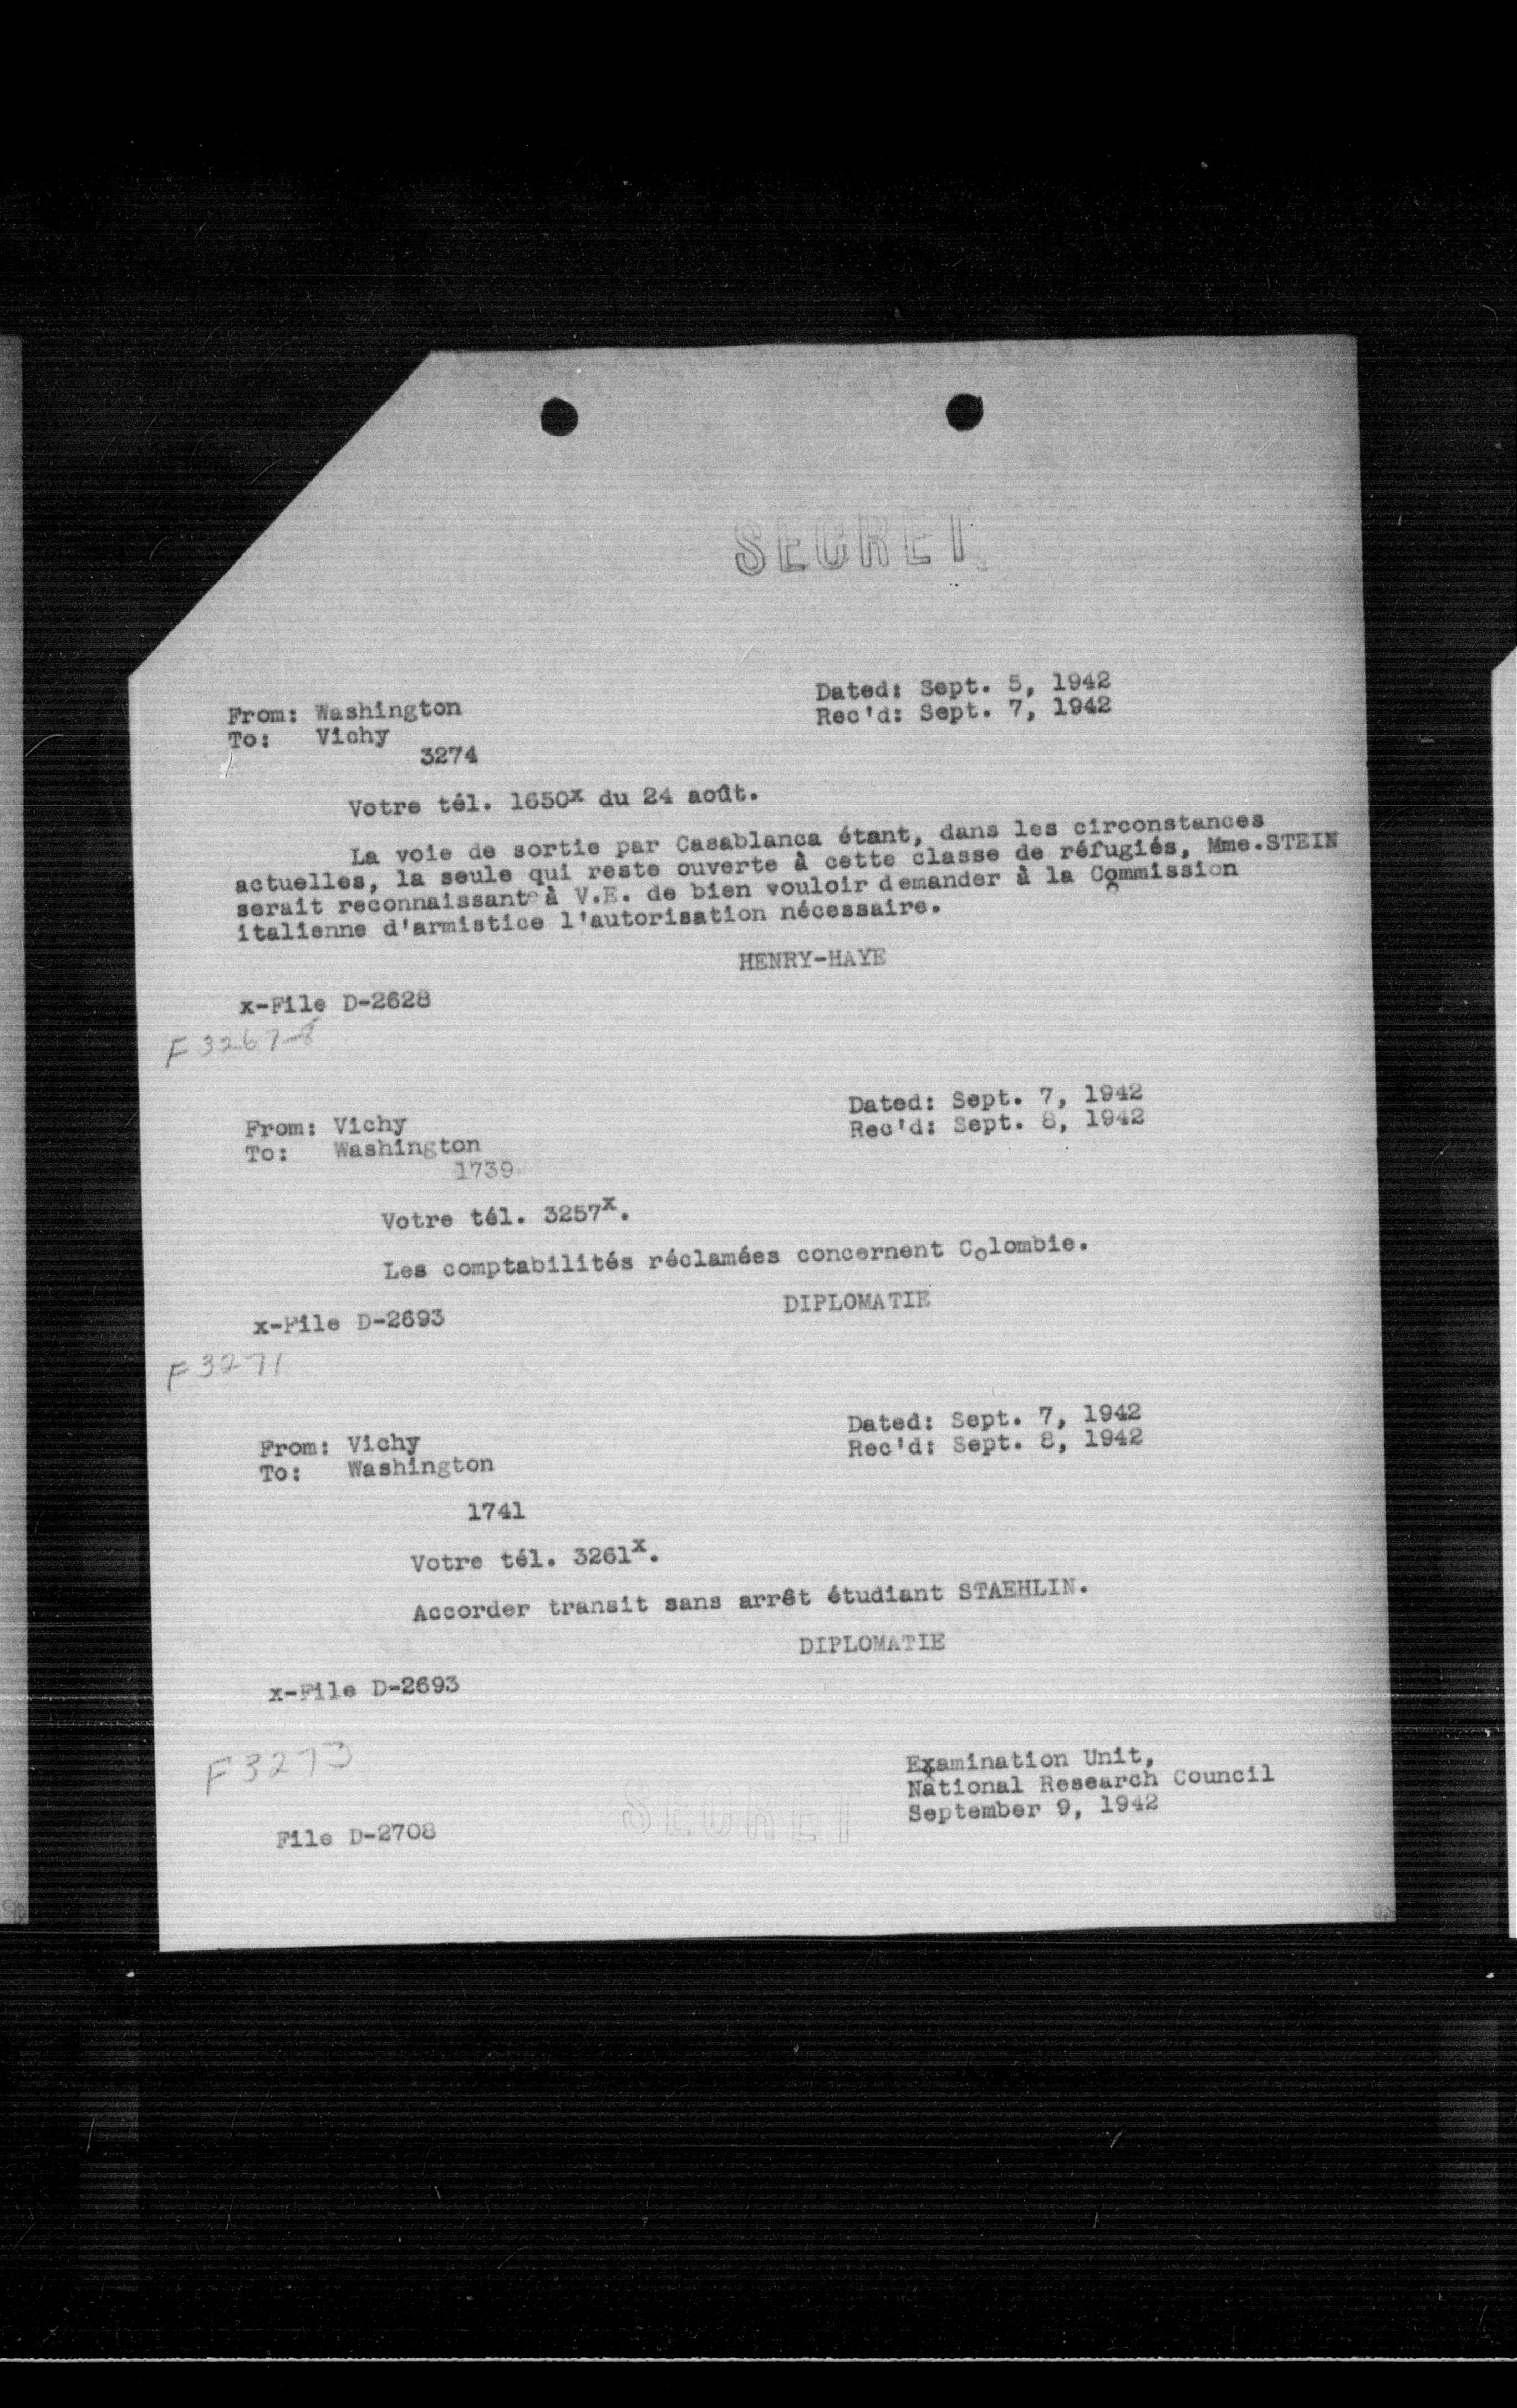 SECRET
From: Washington
To: Vichy
3274
Dated: Sept. 5, 1942
Rec'd: Sept. 7, 1942
Votre tél. 1650x du 24 août.
La voie de sortie par Casablanca étant, dans les circonstances
actuelles, la seule qui reste ouverte à cette classe de réfugiés, Mme.STEIN
serait reconnaissante à V.E. de bien vouloir demander à la Commission
italienne d'armistice l'autorisation nécessaire.
HENRY-HAYE
x-File D-2628
F 3267-8
From: Vichy
To: Washington
1739
Dated: Sept. 7, 1942
Rec'd: Sept. 8, 1942
Votre tél. 3257x.
Les comptabilités réclamées concernent Colombie.
DIPLOMATIE
x-File D-2693
F 3271
From: Vichy
To: Washington
1741
Dated: Sept. 7, 1942
Rec'd: Sept. 8, 1942
Votre tél. 3261x.
Accorder transit sans arrêt étudiant STAEHLIN.
DIPLOMATIE
x-File D-2693
F 3273
Examination Unit,
National Research Council
September 9, 1942
SECRET
File D-2708